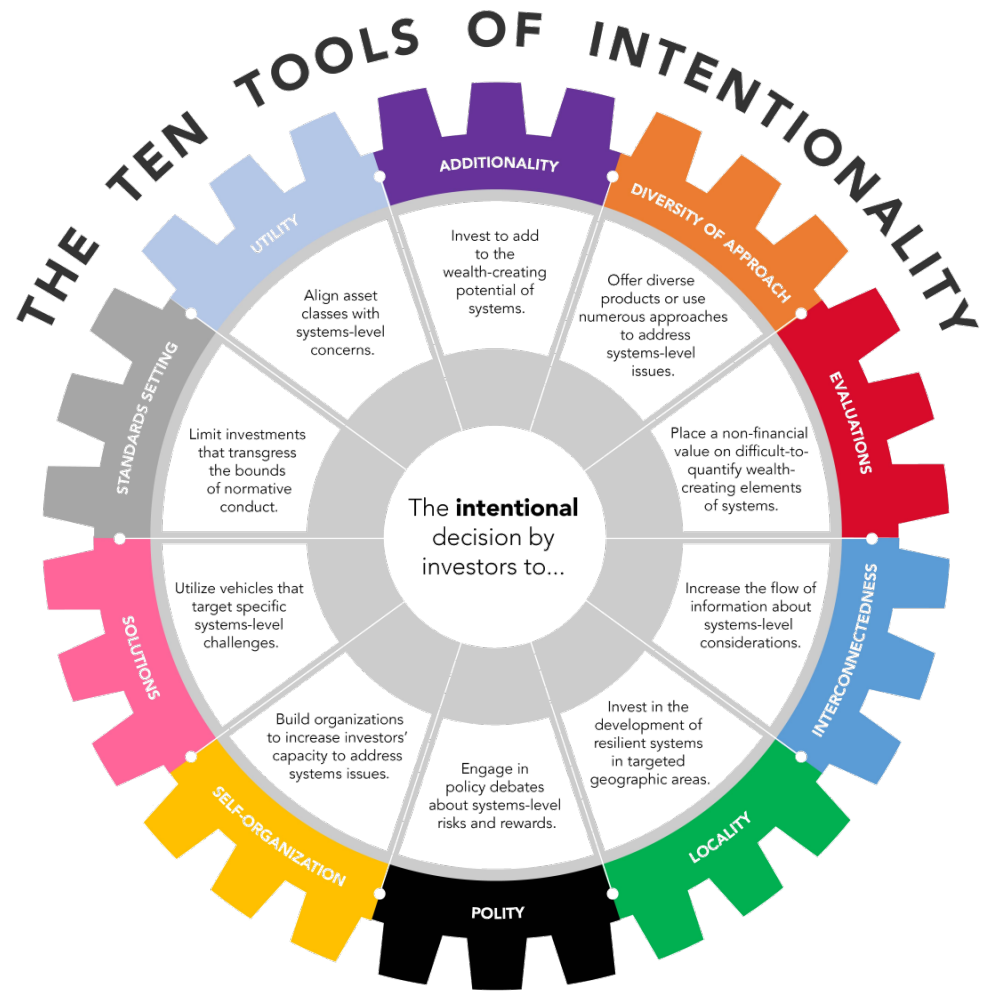 THE TEN TOOLS OF INTENTIONALITY
ADDITIONALITY
Invest to add
to the
wealth-creating
potential of
systems.
DIVERSITY OF APPROACH
Offer diverse
products or use
numerous approaches
to address
systems-level
issues.
EVALUATIONS
Place a non-financial
value on difficult-to-
quantify wealth-
creating elements
of systems.
INTERCONNECTEDNESS
Increase the flow of
information about
systems-level
considerations.
LOCALITY
Invest in the
development of
resilient systems
in targeted
geographic areas.
POLITY
Engage in
policy debates
about systems-level
risks and rewards.
SELF-ORGANIZATION
Build organizations
to increase investors’
capacity to address
systems issues.
SOLUTIONS
Utilize vehicles that
target specific
systems-level
challenges.
STANDARDS SETTING
Limit investments
that transgress
the bounds
of normative
conduct.
UTILITY
Align asset
classes with
systems-level
concerns.
The intentional
decision by
investors to...